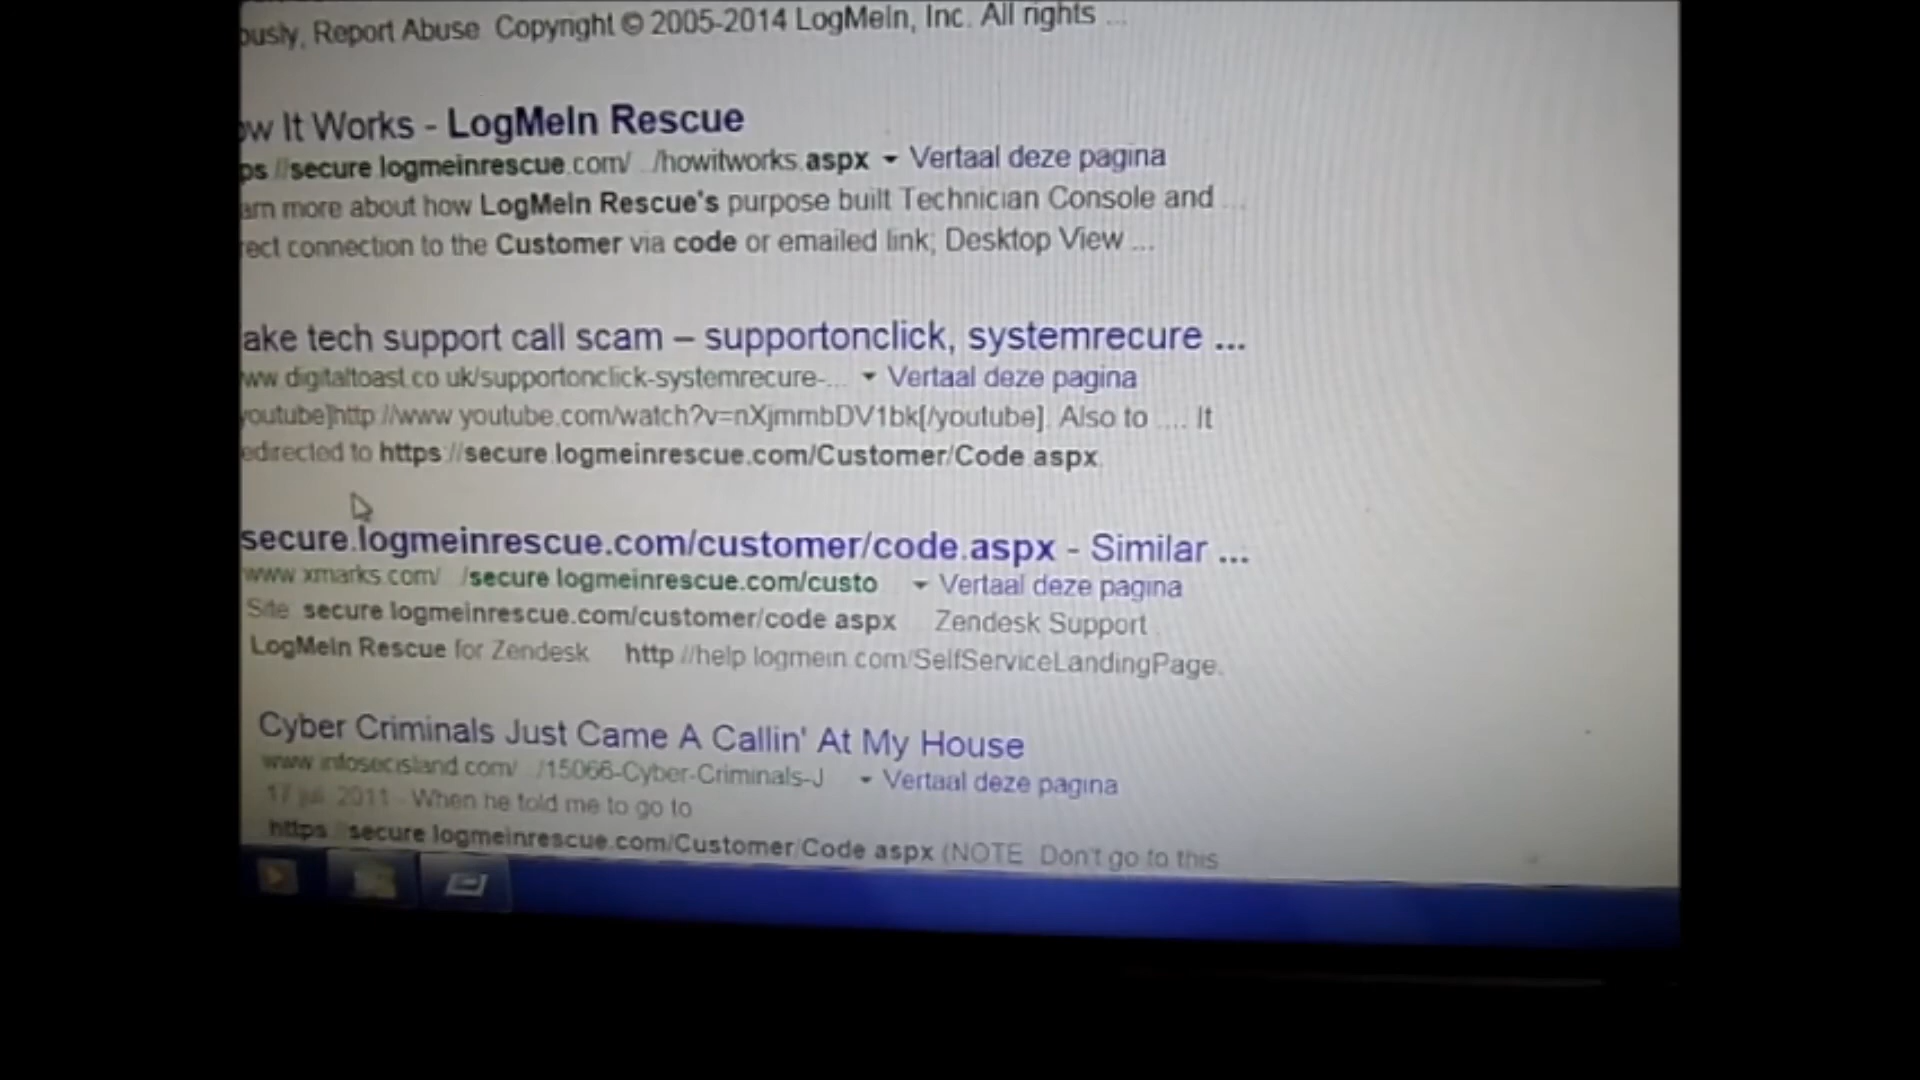 ously, Report Abuse Copyright © 2005-2014 LogMeIn, Inc. All rights ...
ow It Works - LogMeIn Rescue
ps://secure.logmeinrescue.com/.../howitworks.aspx Vertaal deze pagina
arn more about how LogMeIn Rescue's purpose built Technician Console and ...
rect connection to the Customer via code or emailed link; Desktop View ...
ake tech support call scam – supportonclick, systemrecure ...
ww.digitaltoast.co.uk/supportonclick-systemrecure-... Vertaal deze pagina
youtube]http://www.youtube.com/watch?v=nXjmmbDV1bk[/youtube]. Also to .... It
edirected to https://secure.logmeinrescue.com/Customer/Code.aspx.
secure.logmeinrescue.com/customer/code.aspx - Similar ...
www.xmarks.com/.../secure.logmeinrescue.com/custo... Vertaal deze pagina
Site: secure.logmeinrescue.com/customer/code.aspx Zendesk Support
LogMeIn Rescue for Zendesk http://help.logmein.com/SelfServiceLandingPage.
Cyber Criminals Just Came A Callin' At My House
www.infosecisland.com/.../15066-Cyber-Criminals-J... Vertaal deze pagina
17 jul. 2011 - When he told me to go to
https://secure.logmeinrescue.com/Customer/Code.aspx (NOTE: Don't go to this